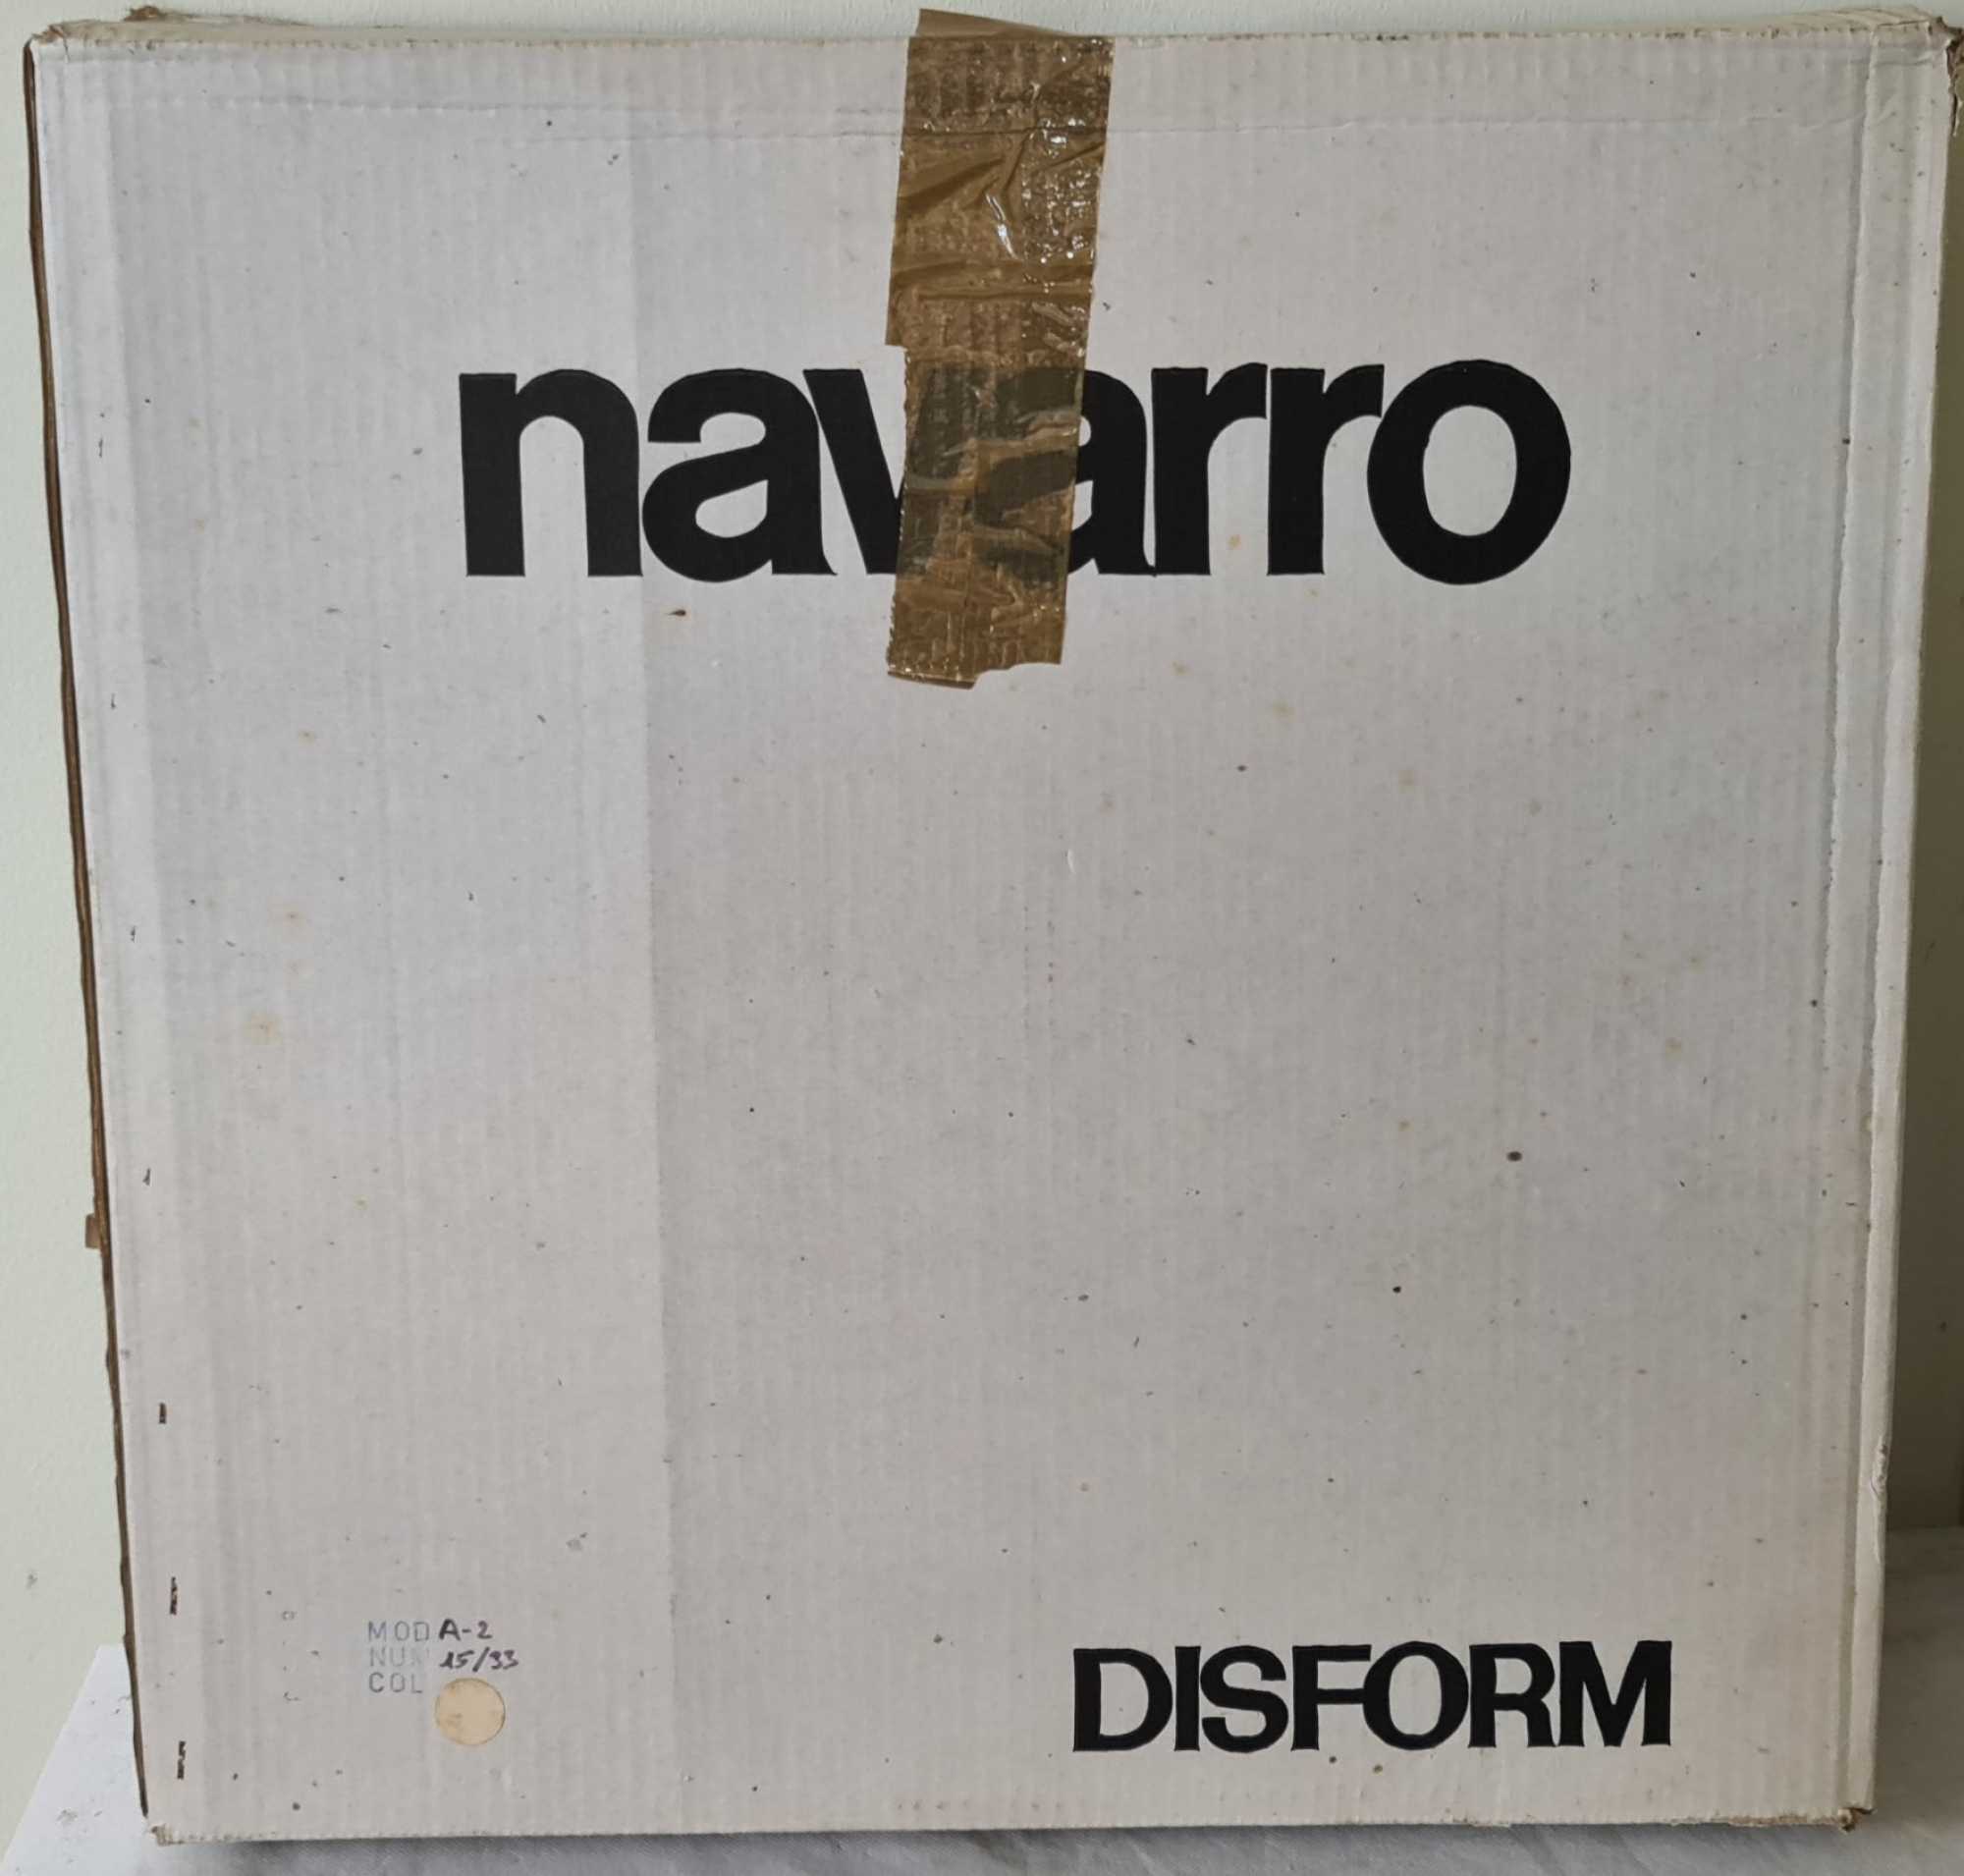 navarro
MOD A-2
NUM 15/33
COL
DISFORM